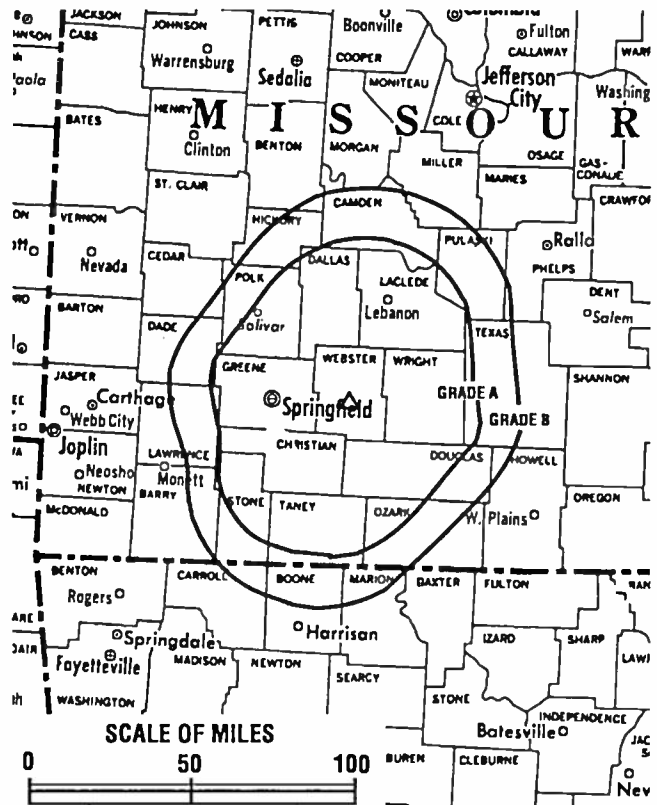 JACKSON
JOHNSON
PETTIS
Boonville
Fulton
CASS
COOPER
CALLAWAY
Warrensburg
Sedalia
MONITEAU
Jefferson
City
HENRY
MISSOUR
COLE
BATES
Clinton
BENTON
MORGAN
MILLER
OSAGE
GAS-
CONADE
ST. CLAIR
MARIES
CAMDEN
VERNON
HICKORY
PULASKI
Rolla
Nevada
CEDAR
DALLAS
PHELPS
POLK
LACLEDE
DENT
BARTON
Bolivar
Lebanon
Salem
DADE
TEXAS
GREENE
WEBSTER
WRIGHT
SHANNON
JASPER
Carthage
GRADE A
Webb City
Springfield
GRADE B
Joplin
CHRISTIAN
LAWRENCE
DOUGLAS
HOWELL
Neosho
Monett
NEWTON
BARRY
STONE
TANEY
OZARK
W. Plains
OREGON
McDONALD
BENTON
CARROLL
BOONE
MARION
BAXTER
FULTON
Rogers
Springdale
Harrison
IZARD
SHARP
Fayetteville
MADISON
NEWTON
SEARCY
WASHINGTON
STONE
SCALE OF MILES
INDEPENDENCE
Batesville
0 50 100
BUREN
CLEBURNE